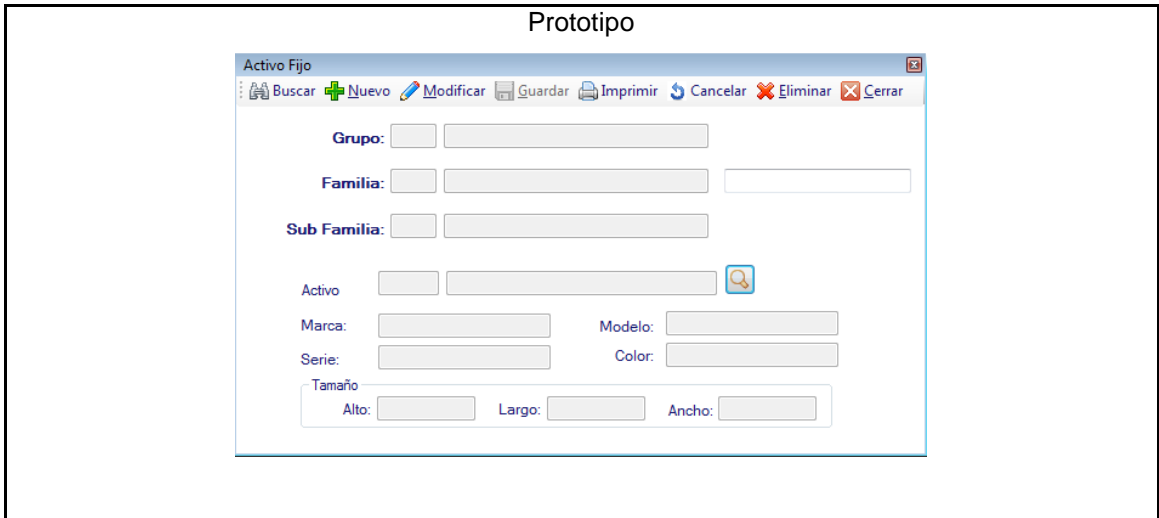 Prototipo
Activo Fijo
Buscar Nuevo Modificar Guardar Imprimir Cancelar Eliminar Cerrar
Grupo:
Familia:
Sub Familia:
Activo
Marca: Modelo:
Serie: Color:
Tamaño
Alto: Largo: Ancho: